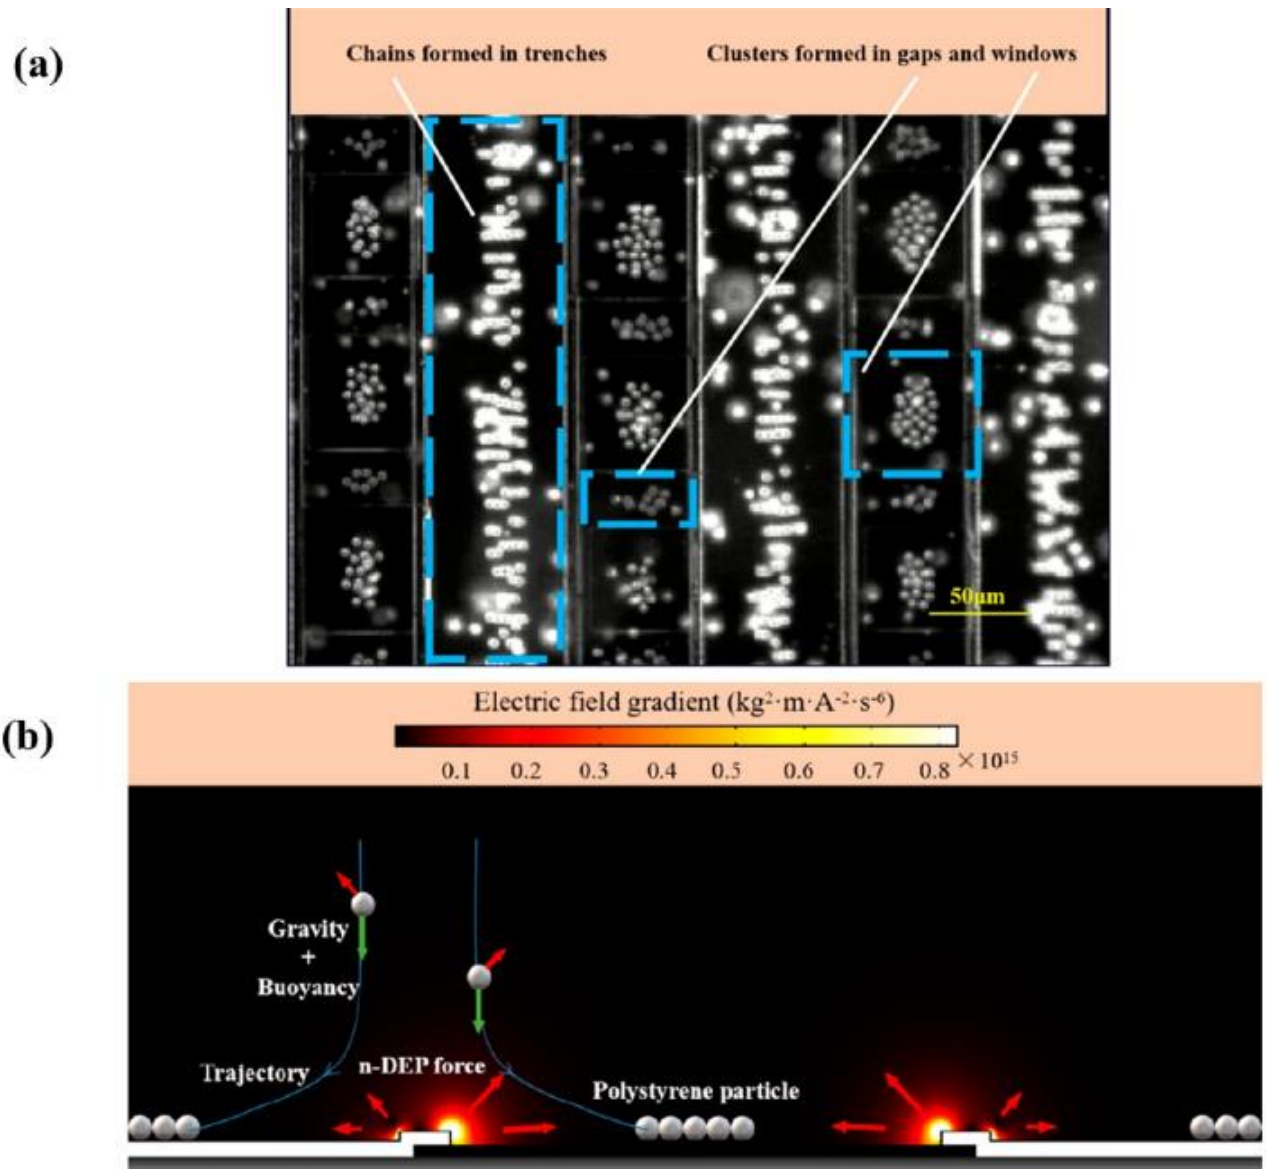 (a)
Chains formed in trenches
Clusters formed in gaps and windows
50μm
(b)
Electric field gradient (kg²·m·A⁻²·s⁻⁶)
0.1 0.2 0.3 0.4 0.5 0.6 0.7 0.8 ×10¹⁵
Gravity
+
Buoyancy
Trajectory
n-DEP force
Polystyrene particle